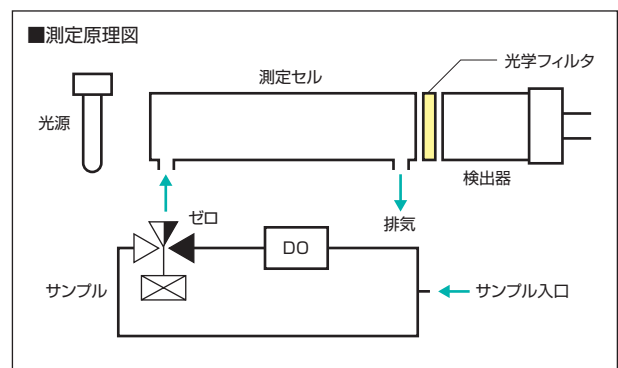 ■測定原理図
光学フィルタ
測定セル
光源
検出器
ゼロ
排気
DO
サンプル
サンプル入口